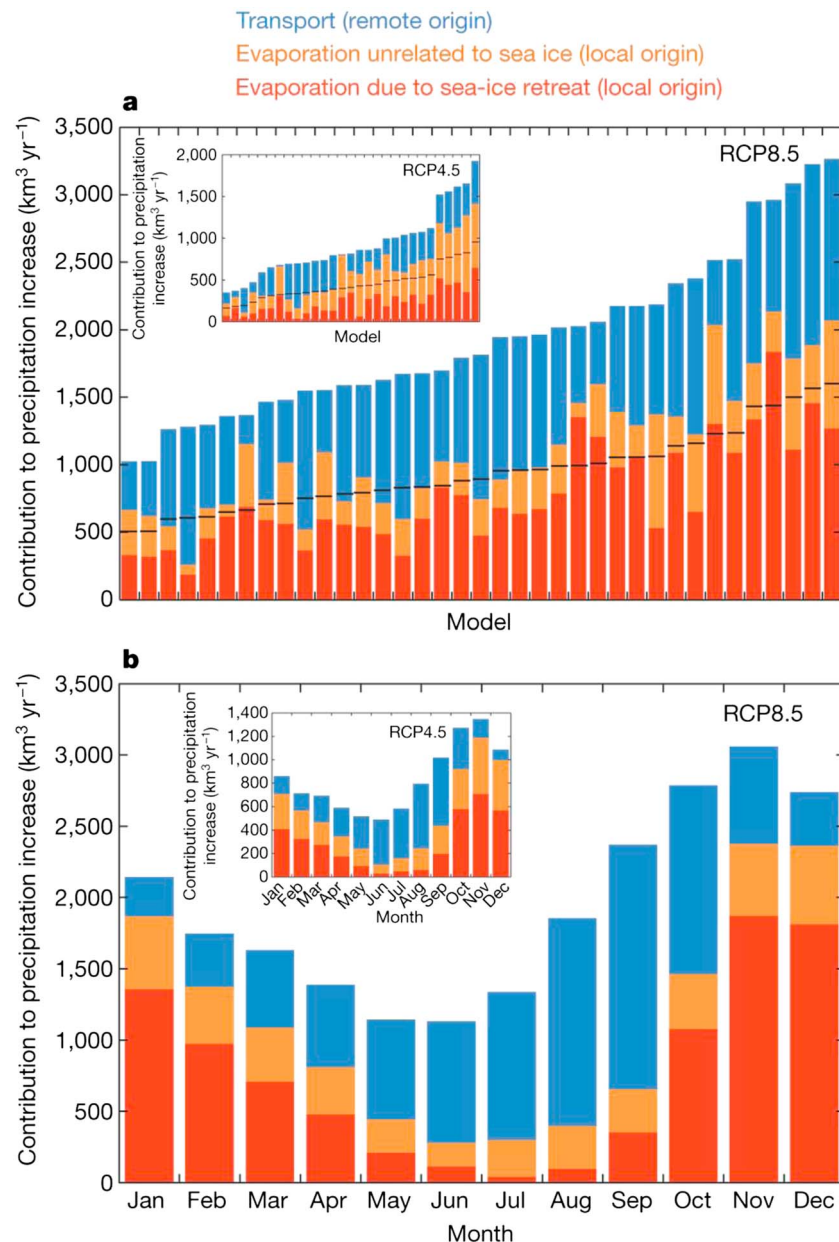 Transport (remote origin)
Evaporation unrelated to sea ice (local origin)
Evaporation due to sea-ice retreat (local origin)
a
Contribution to precipitation increase (km³ yr⁻¹)
3,500
3,000
2,500
2,000
1,500
1,000
500
0
RCP8.5
Contribution to precipitation
increase (km³ yr⁻¹)
2,000
1,500
1,000
500
0
RCP4.5
Model
Model
b
Contribution to precipitation increase (km³ yr⁻¹)
3,500
3,000
2,500
2,000
1,500
1,000
500
0
RCP8.5
Contribution to precipitation
increase (km³ yr⁻¹)
1,400
1,200
1,000
800
600
400
200
0
RCP4.5
Jan Feb Mar Apr May Jun Jul Aug Sep Oct Nov Dec
Month
Jan Feb Mar Apr May Jun Jul Aug Sep Oct Nov Dec
Month